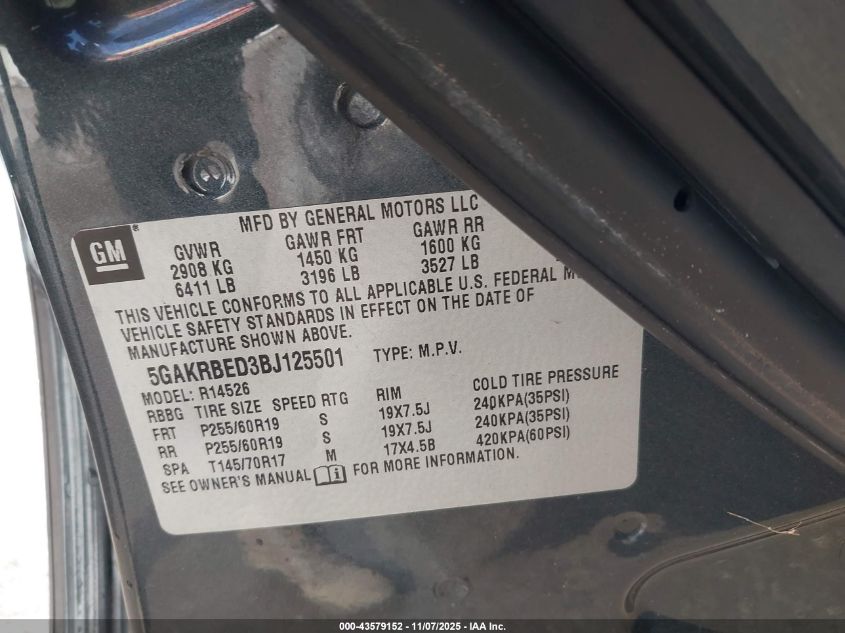 MFD BY GENERAL MOTORS LLC
GM
GVWR GAWR FRT GAWR RR
2908 KG 1450 KG 1600 KG
6411 LB 3196 LB 3527 LB
THIS VEHICLE CONFORMS TO ALL APPLICABLE U.S. FEDERAL
VEHICLE SAFETY STANDARDS IN EFFECT ON THE DATE OF
MANUFACTURE SHOWN ABOVE.
5GAKRBED3BJ125501 TYPE: M.P.V.
MODEL: R14526
RBBG TIRE SIZE SPEED RTG RIM COLD TIRE PRESSURE
FRT P255/60R19 S 19X7.5J 240KPA(35PSI)
RR P255/60R19 S 19X7.5J 240KPA(35PSI)
SPA T145/70R17 M 17X4.5B 420KPA(60PSI)
SEE OWNER'S MANUAL FOR MORE INFORMATION.
000-43579152 - 11/07/2025 - IAA Inc.